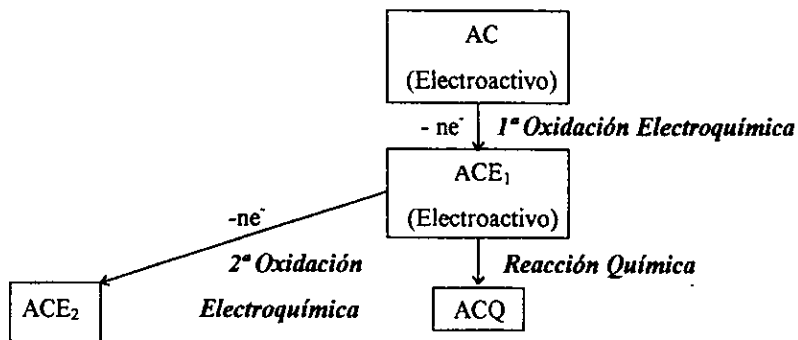 AC
(Electroactivo)
- ne⁻ 1ª Oxidación Electroquímica
ACE₁
(Electroactivo)
-ne⁻
2ª Oxidación
Electroquímica
Reacción Química
ACE₂
ACQ